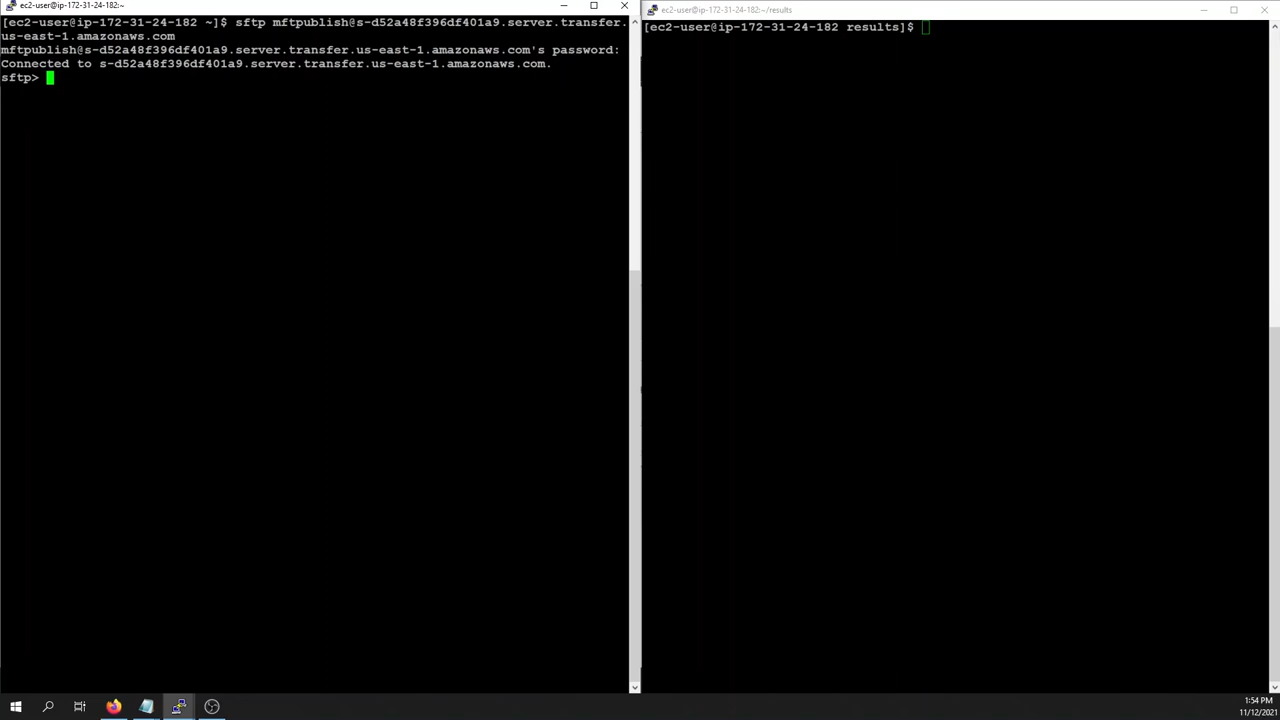 ec2-user@ip-172-31-24-182:~
[ec2-user@ip-172-31-24-182 ~]$ sftp mftpublish@s-d52a48f396df401a9.server.transfer.
us-east-1.amazonaws.com
mftpublish@s-d52a48f396df401a9.server.transfer.us-east-1.amazonaws.com's password:
Connected to s-d52a48f396df401a9.server.transfer.us-east-1.amazonaws.com.
sftp>
ec2-user@ip-172-31-24-182:~/results
[ec2-user@ip-172-31-24-182 results]$
1:54 PM
11/12/2021